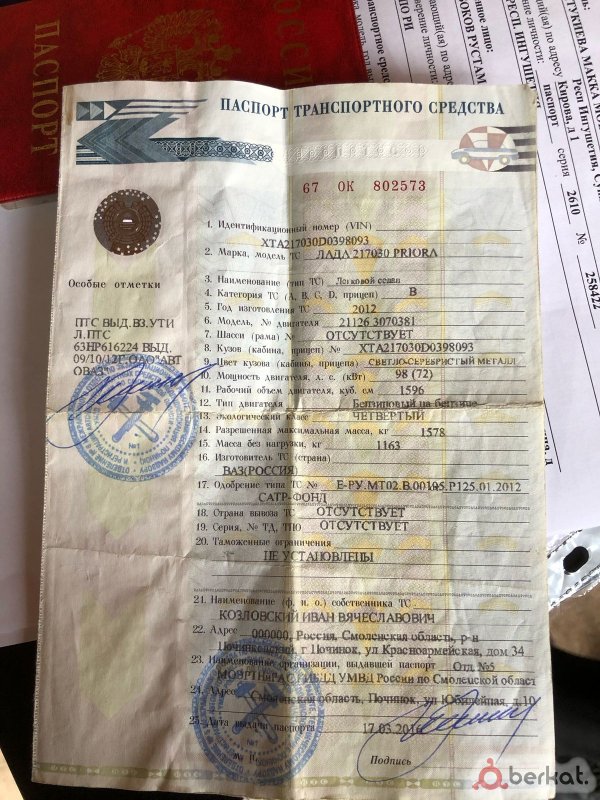 ПАСПОРТ
РОССИ
ПАСПОРТ ТРАНСПОРТНОГО СРЕДСТВА
67 ОК 802573
1. Идентификационный номер (VIN)
XTA217030D0398093
2. Марка, модель ТС ЛАДА 217030 PRIORA
3. Наименование (тип ТС) Легковой седан
4. Категория ТС (A, B, C, D, прицеп) B
5. Год изготовления ТС 2012
6. Модель, № двигателя 21126 3070381
7. Шасси (рама) № ОТСУТСТВУЕТ
8. Кузов (кабина, прицеп) № XTA217030D0398093
9. Цвет кузова (кабины, прицепа) СВЕТЛО-СЕРЕБРИСТЫЙ МЕТАЛЛ
10. Мощность двигателя, л. с. (кВт) 98 (72)
11. Рабочий объем двигателя, куб. см 1596
12. Тип двигателя Бензиновый на бензине
13. Экологический класс ЧЕТВЕРТЫЙ
14. Разрешенная максимальная масса, кг 1578
15. Масса без нагрузки, кг 1163
16. Изготовитель ТС (страна)
ВАЗ(РОССИЯ)
17. Одобрение типа ТС № Е-РУ.МТ02.В.00195.Р125.01.2012
САТР-ФОНД
18. Страна вывоза ТС ОТСУТСТВУЕТ
19. Серия, № ТД, ТПО ОТСУТСТВУЕТ
20. Таможенные ограничения
НЕ УСТАНОВЛЕНЫ
21. Наименование (ф. и. о.) собственника ТС
КОЗЛОВСКИЙ ИВАН ВЯЧЕСЛАВОВИЧ
22. Адрес 000000, Россия, Смоленская область, р-н
Починковский, г Починок, ул Красноармейская, дом 34
23. Наименование организации, выдавшей паспорт Отд №5
МОЭРТНиРАС ГИБДД УМВД России по Смоленской област
24. Адрес Смоленская область, Починок, ул Юбилейная, д.10
25. Дата выдачи паспорта 17.03.2016
Подпись
Особые отметки
ПТС ВЫД.ВЗ.УТИ
Л.ПТС
63НР616224 ВЫД.
09/10/12Г ОАО"АВТ
ОВАЗ"
ТУКИЕВА МАККА
Респ Ингушетия,
Кирова, д 1
паспорт серия 2610 № 258422
berkat.